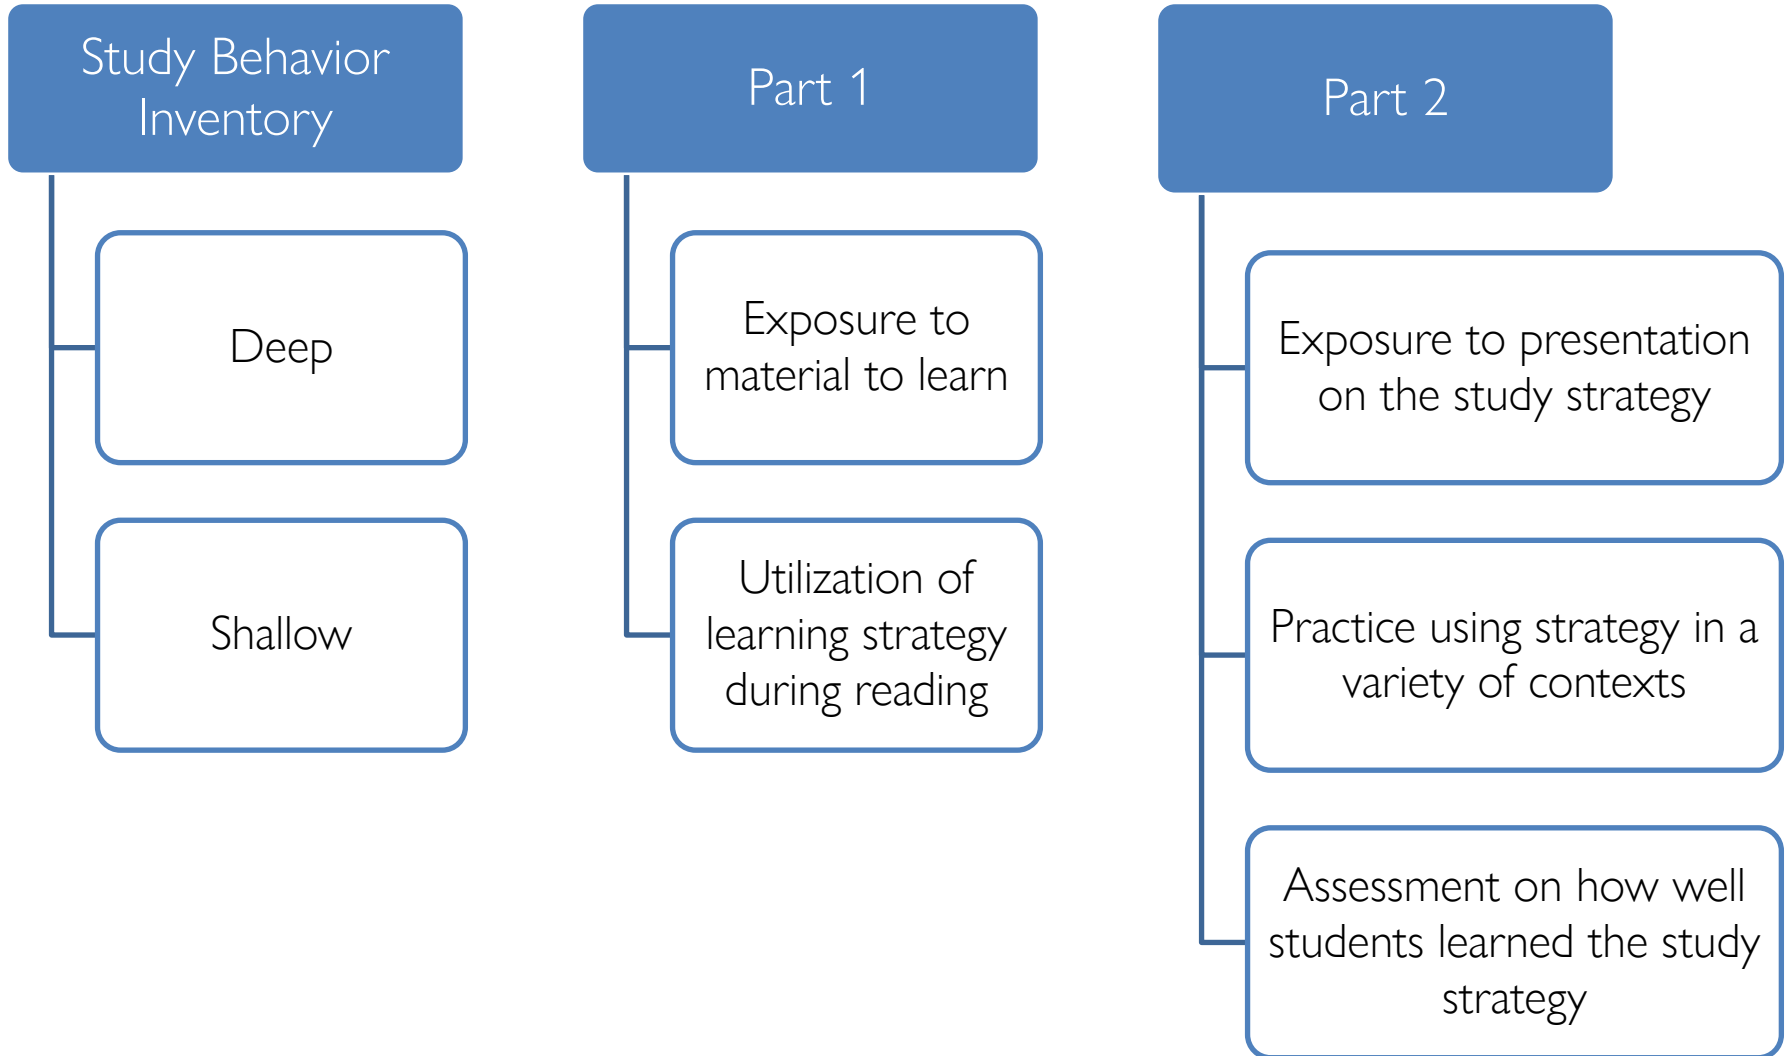 Study Behavior
Inventory
Deep
Shallow
Part 1
Exposure to
material to learn
Utilization of
learning strategy
during reading
Part 2
Exposure to presentation
on the study strategy
Practice using strategy in a
variety of contexts
Assessment on how well
students learned the study
strategy